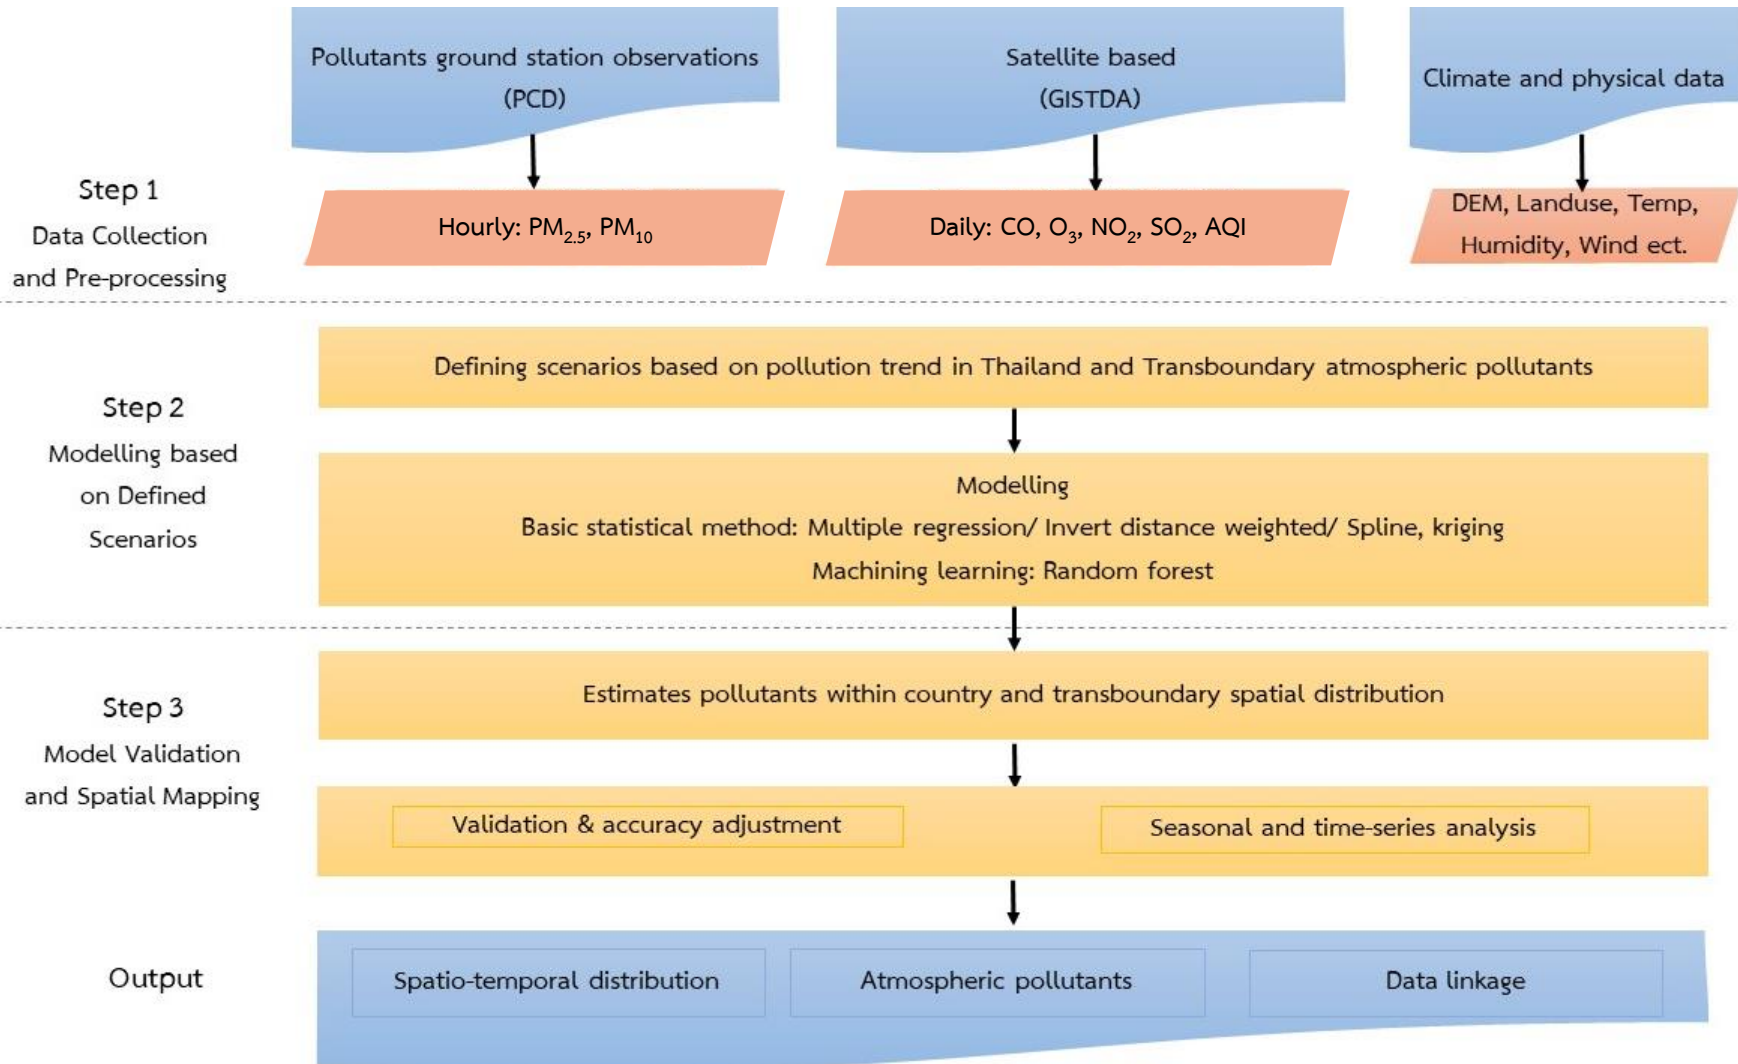 Pollutants ground station observations
(PCD)
Satellite based
(GISTDA)
Climate and physical data
Step 1
Data Collection
and Pre-processing
Hourly: PM2.5, PM10
Daily: CO, O3, NO2, SO2, AQI
DEM, Landuse, Temp,
Humidity, Wind ect.
Step 2
Modelling based
on Defined
Scenarios
Defining scenarios based on pollution trend in Thailand and Transboundary atmospheric pollutants
Modelling
Basic statistical method: Multiple regression/ Invert distance weighted/ Spline, kriging
Machining learning: Random forest
Step 3
Model Validation
and Spatial Mapping
Estimates pollutants within country and transboundary spatial distribution
Validation & accuracy adjustment
Seasonal and time-series analysis
Output
Spatio-temporal distribution
Atmospheric pollutants
Data linkage